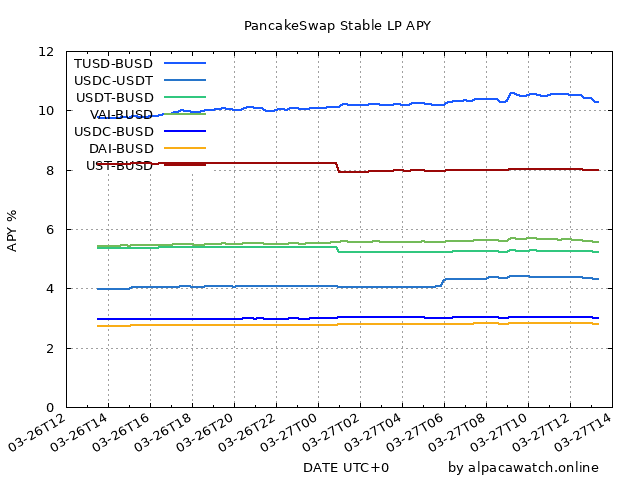 PancakeSwap Stable LP APY
12
10
8
6
4
2
0
APY %
TUSD-BUSD
USDC-USDT
USDT-BUSD
VAI-BUSD
USDC-BUSD
DAI-BUSD
UST-BUSD
03-26T12
03-26T14
03-26T16
03-26T18
03-26T20
03-26T22
03-27T00
03-27T02
03-27T04
03-27T06
03-27T08
03-27T10
03-27T12
03-27T14
DATE UTC+0
by alpacawatch.online